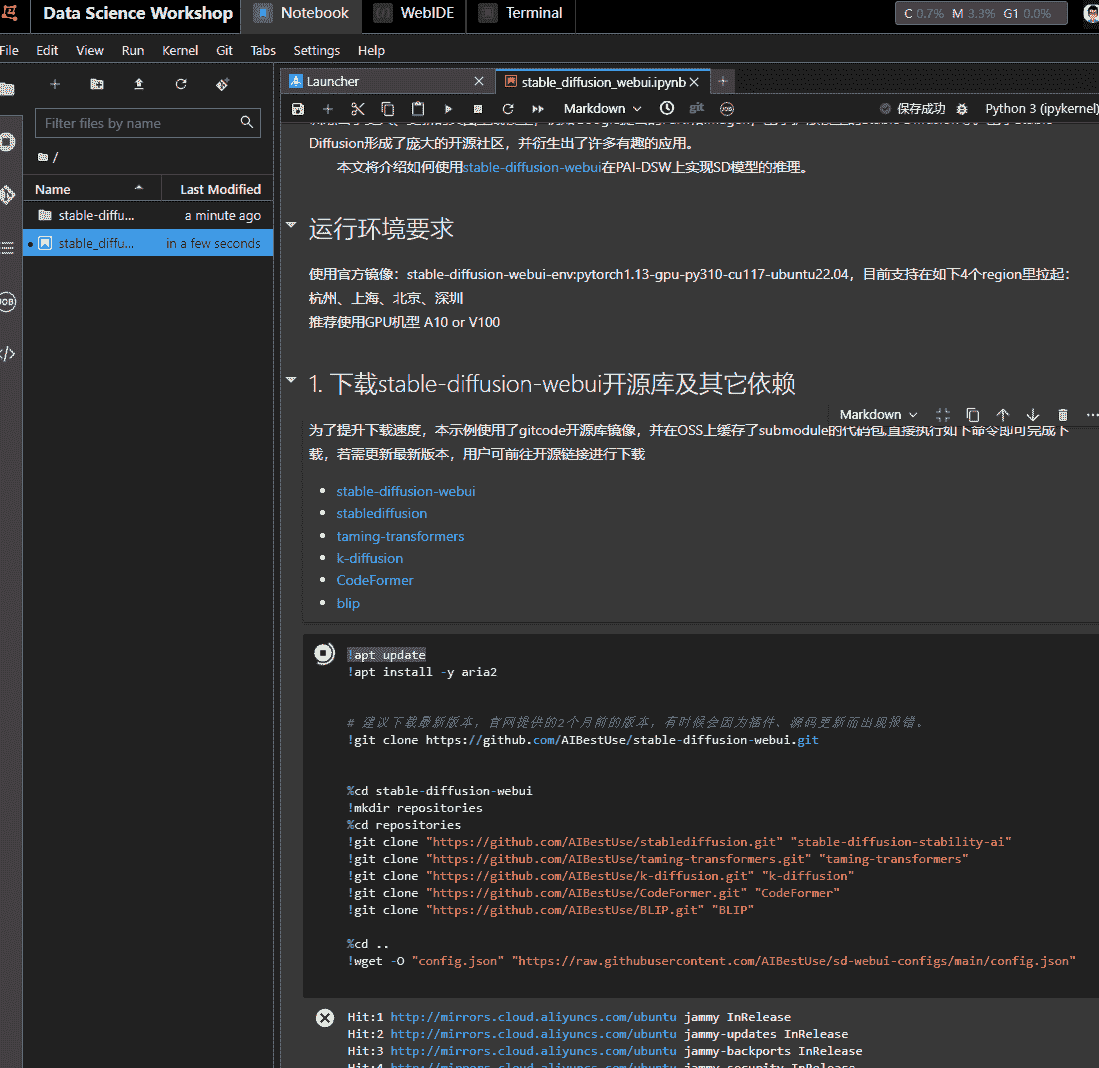 Data Science Workshop
Notebook
WebIDE
Terminal
C 0.7% M 3.3% G1 0.0%
File Edit View Run Kernel Git Tabs Settings Help
Launcher
stable_diffusion_webui.ipynb
Markdown
git
保存成功
Python 3 (ipykernel)
Filter files by name
/
Name
Last Modified
stable-diffu...
a minute ago
stable_diffu...
in a few seconds
Diffusion形成了庞大的开源社区，并衍生出了许多有趣的应用。
本文将介绍如何使用stable-diffusion-webui在PAI-DSW上实现SD模型的推理。
运行环境要求
使用官方镜像：stable-diffusion-webui-env:pytorch1.13-gpu-py310-cu117-ubuntu22.04，目前支持在如下4个region里拉起：
杭州、上海、北京、深圳
推荐使用GPU机型 A10 or V100
1. 下载stable-diffusion-webui开源库及其它依赖
Markdown
为了提升下载速度，本示例使用了gitcode开源库镜像，并在OSS上缓存了submodule的代码包,直接执行如下命令即可完成下
载，若需更新最新版本，用户可前往开源链接进行下载
stable-diffusion-webui
stablediffusion
taming-transformers
k-diffusion
CodeFormer
blip
!apt update
!apt install -y aria2
# 建议下载最新版本，官网提供的2个月前的版本，有时候会因为插件、源码更新而出现报错。
!git clone https://github.com/AIBestUse/stable-diffusion-webui.git
%cd stable-diffusion-webui
!mkdir repositories
%cd repositories
!git clone "https://github.com/AIBestUse/stablediffusion.git" "stable-diffusion-stability-ai"
!git clone "https://github.com/AIBestUse/taming-transformers.git" "taming-transformers"
!git clone "https://github.com/AIBestUse/k-diffusion.git" "k-diffusion"
!git clone "https://github.com/AIBestUse/CodeFormer.git" "CodeFormer"
!git clone "https://github.com/AIBestUse/BLIP.git" "BLIP"
%cd ..
!wget -O "config.json" "https://raw.githubusercontent.com/AIBestUse/sd-webui-configs/main/config.json"
Hit:1 http://mirrors.cloud.aliyuncs.com/ubuntu jammy InRelease
Hit:2 http://mirrors.cloud.aliyuncs.com/ubuntu jammy-updates InRelease
Hit:3 http://mirrors.cloud.aliyuncs.com/ubuntu jammy-backports InRelease
Hit:4 http://mirrors.cloud.aliyuncs.com/ubuntu jammy-security InRelease